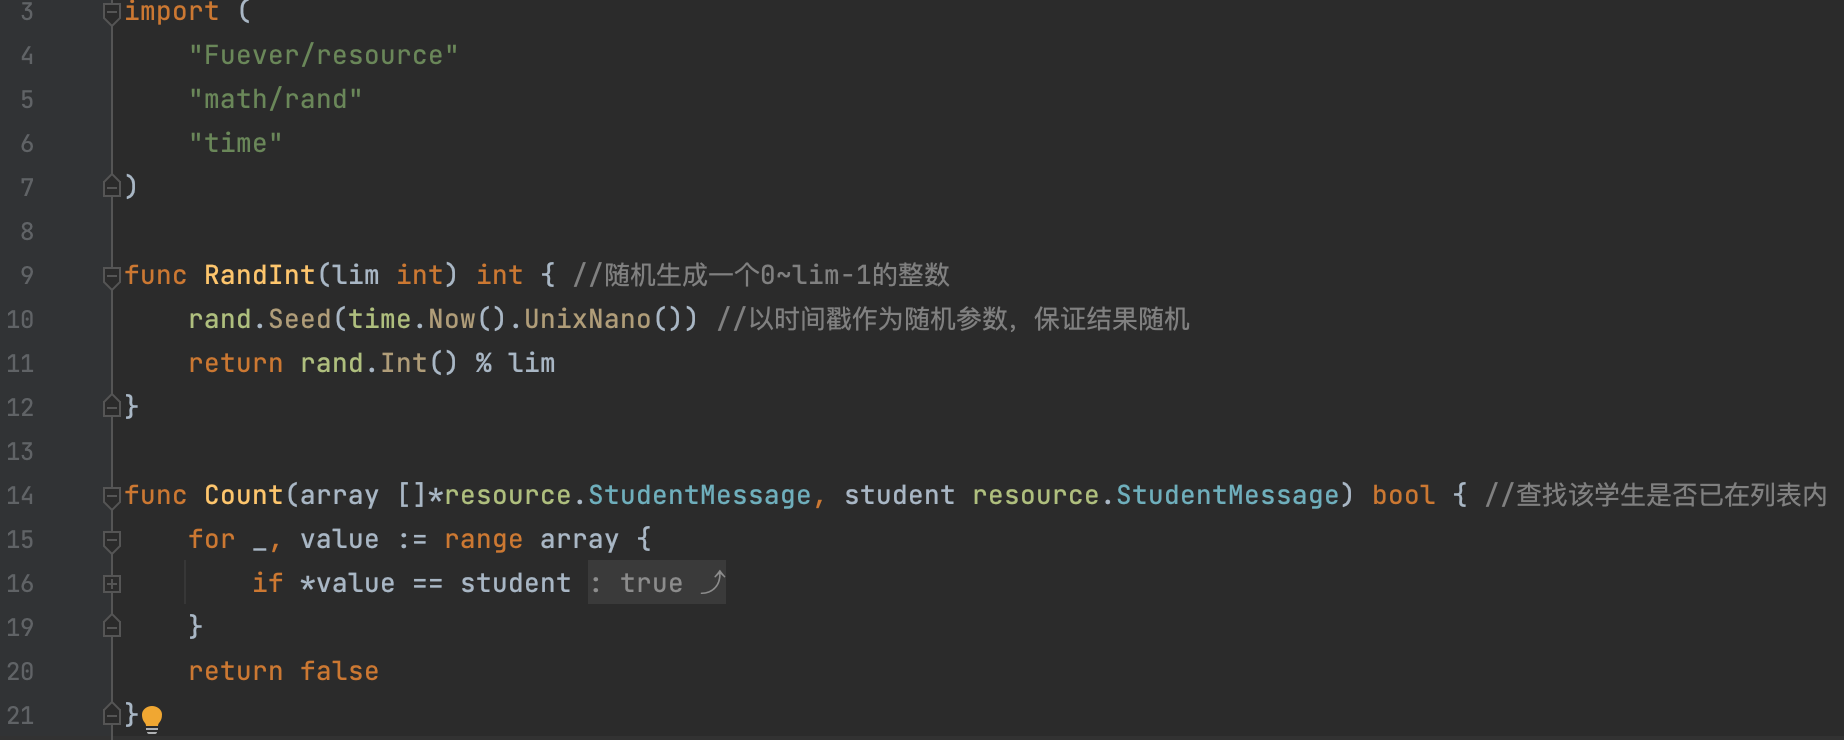 3 import (
4 "Fuever/resource"
5 "math/rand"
6 "time"
7 )
8
9 func RandInt(lim int) int { //随机生成一个0~lim-1的整数
10 rand.Seed(time.Now().UnixNano()) //以时间戳作为随机参数，保证结果随机
11 return rand.Int() % lim
12 }
13
14 func Count(array []*resource.StudentMessage, student resource.StudentMessage) bool { //查找该学生是否已在列表内
15 for _, value := range array {
16 if *value == student : true ⤴
19 }
20 return false
21 }